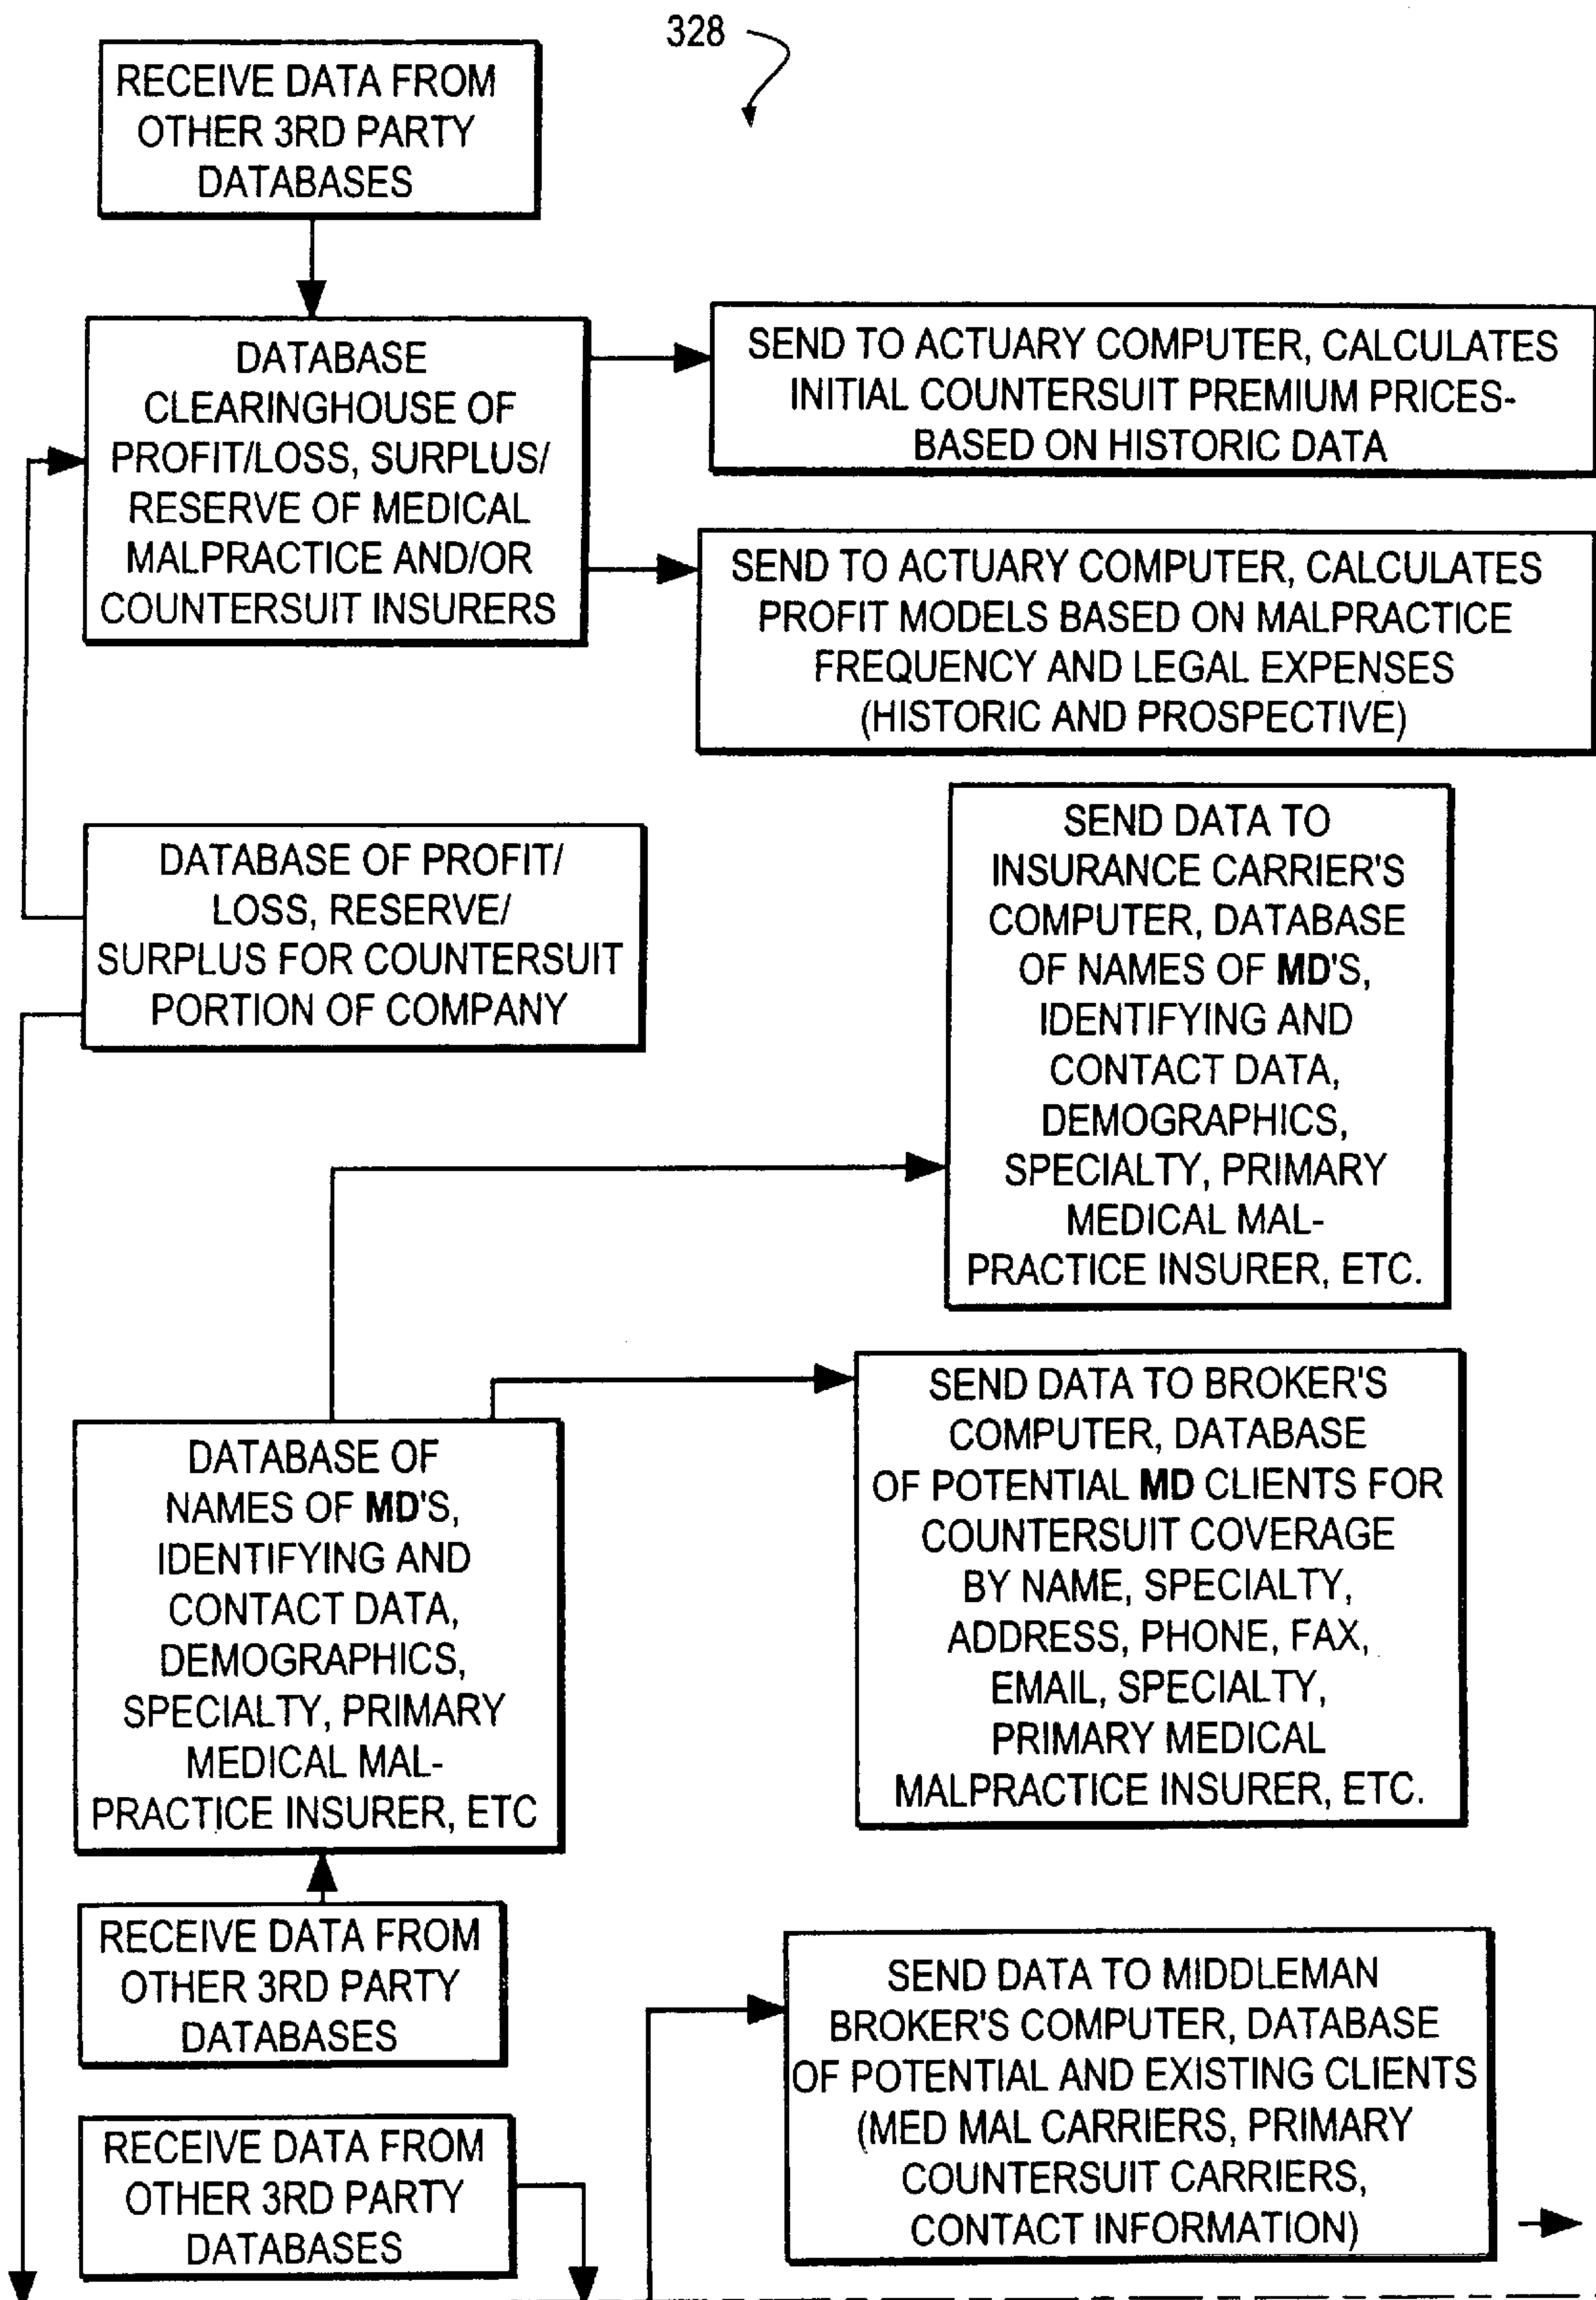 328
RECEIVE DATA FROM
OTHER 3RD PARTY
DATABASES
DATABASE
CLEARINGHOUSE OF
PROFIT/LOSS, SURPLUS/
RESERVE OF MEDICAL
MALPRACTICE AND/OR
COUNTERSUIT INSURERS
SEND TO ACTUARY COMPUTER, CALCULATES
INITIAL COUNTERSUIT PREMIUM PRICES-
BASED ON HISTORIC DATA
SEND TO ACTUARY COMPUTER, CALCULATES
PROFIT MODELS BASED ON MALPRACTICE
FREQUENCY AND LEGAL EXPENSES
(HISTORIC AND PROSPECTIVE)
DATABASE OF PROFIT/
LOSS, RESERVE/
SURPLUS FOR COUNTERSUIT
PORTION OF COMPANY
SEND DATA TO
INSURANCE CARRIER'S
COMPUTER, DATABASE
OF NAMES OF MD'S,
IDENTIFYING AND
CONTACT DATA,
DEMOGRAPHICS,
SPECIALTY, PRIMARY
MEDICAL MAL-
PRACTICE INSURER, ETC.
DATABASE OF
NAMES OF MD'S,
IDENTIFYING AND
CONTACT DATA,
DEMOGRAPHICS,
SPECIALTY, PRIMARY
MEDICAL MAL-
PRACTICE INSURER, ETC
SEND DATA TO BROKER'S
COMPUTER, DATABASE
OF POTENTIAL MD CLIENTS FOR
COUNTERSUIT COVERAGE
BY NAME, SPECIALTY,
ADDRESS, PHONE, FAX,
EMAIL, SPECIALTY,
PRIMARY MEDICAL
MALPRACTICE INSURER, ETC.
RECEIVE DATA FROM
OTHER 3RD PARTY
DATABASES
RECEIVE DATA FROM
OTHER 3RD PARTY
DATABASES
SEND DATA TO MIDDLEMAN
BROKER'S COMPUTER, DATABASE
OF POTENTIAL AND EXISTING CLIENTS
(MED MAL CARRIERS, PRIMARY
COUNTERSUIT CARRIERS,
CONTACT INFORMATION)